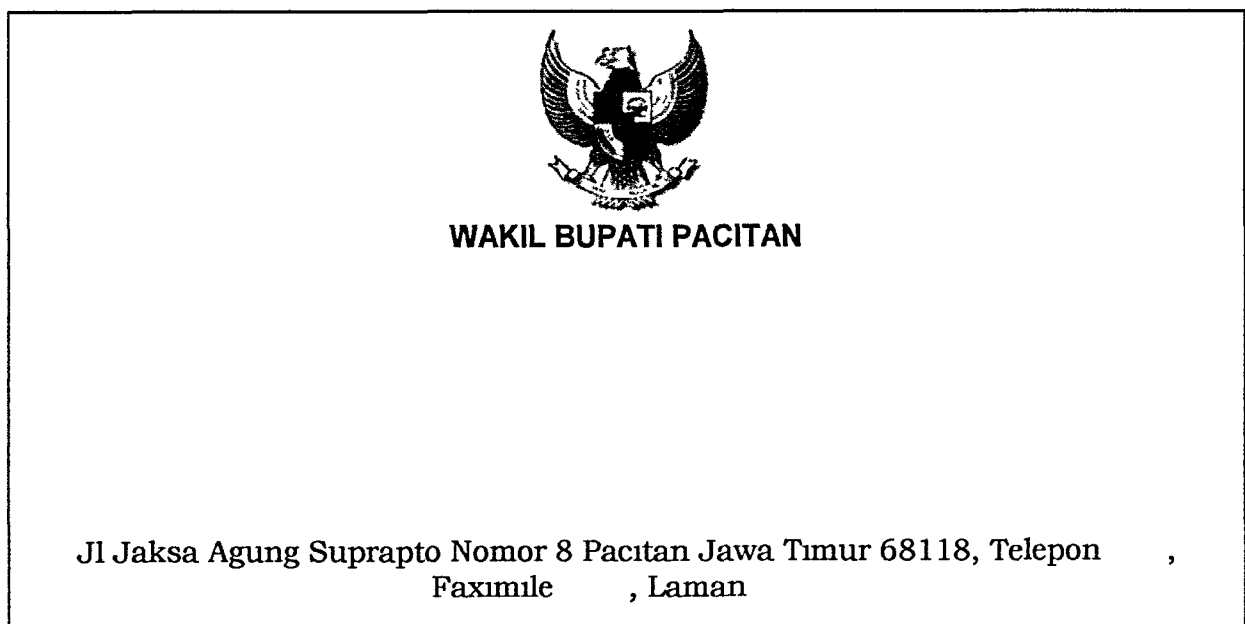 WAKIL BUPATI PACITAN
Jl Jaksa Agung Suprapto Nomor 8 Pacitan Jawa Timur 68118, Telepon ,
Faximile , Laman